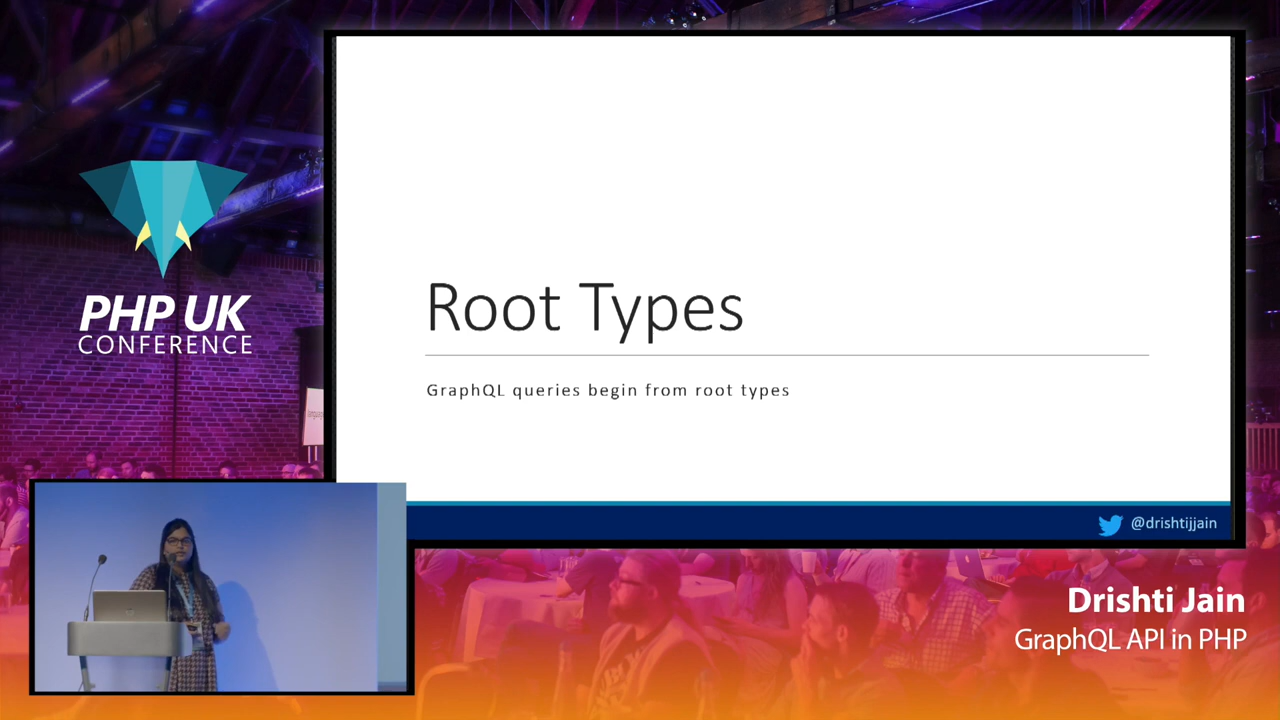 PHP UK
CONFERENCE
Root Types
GraphQL queries begin from root types
@drishtijjain
Drishti Jain
GraphQL API in PHP